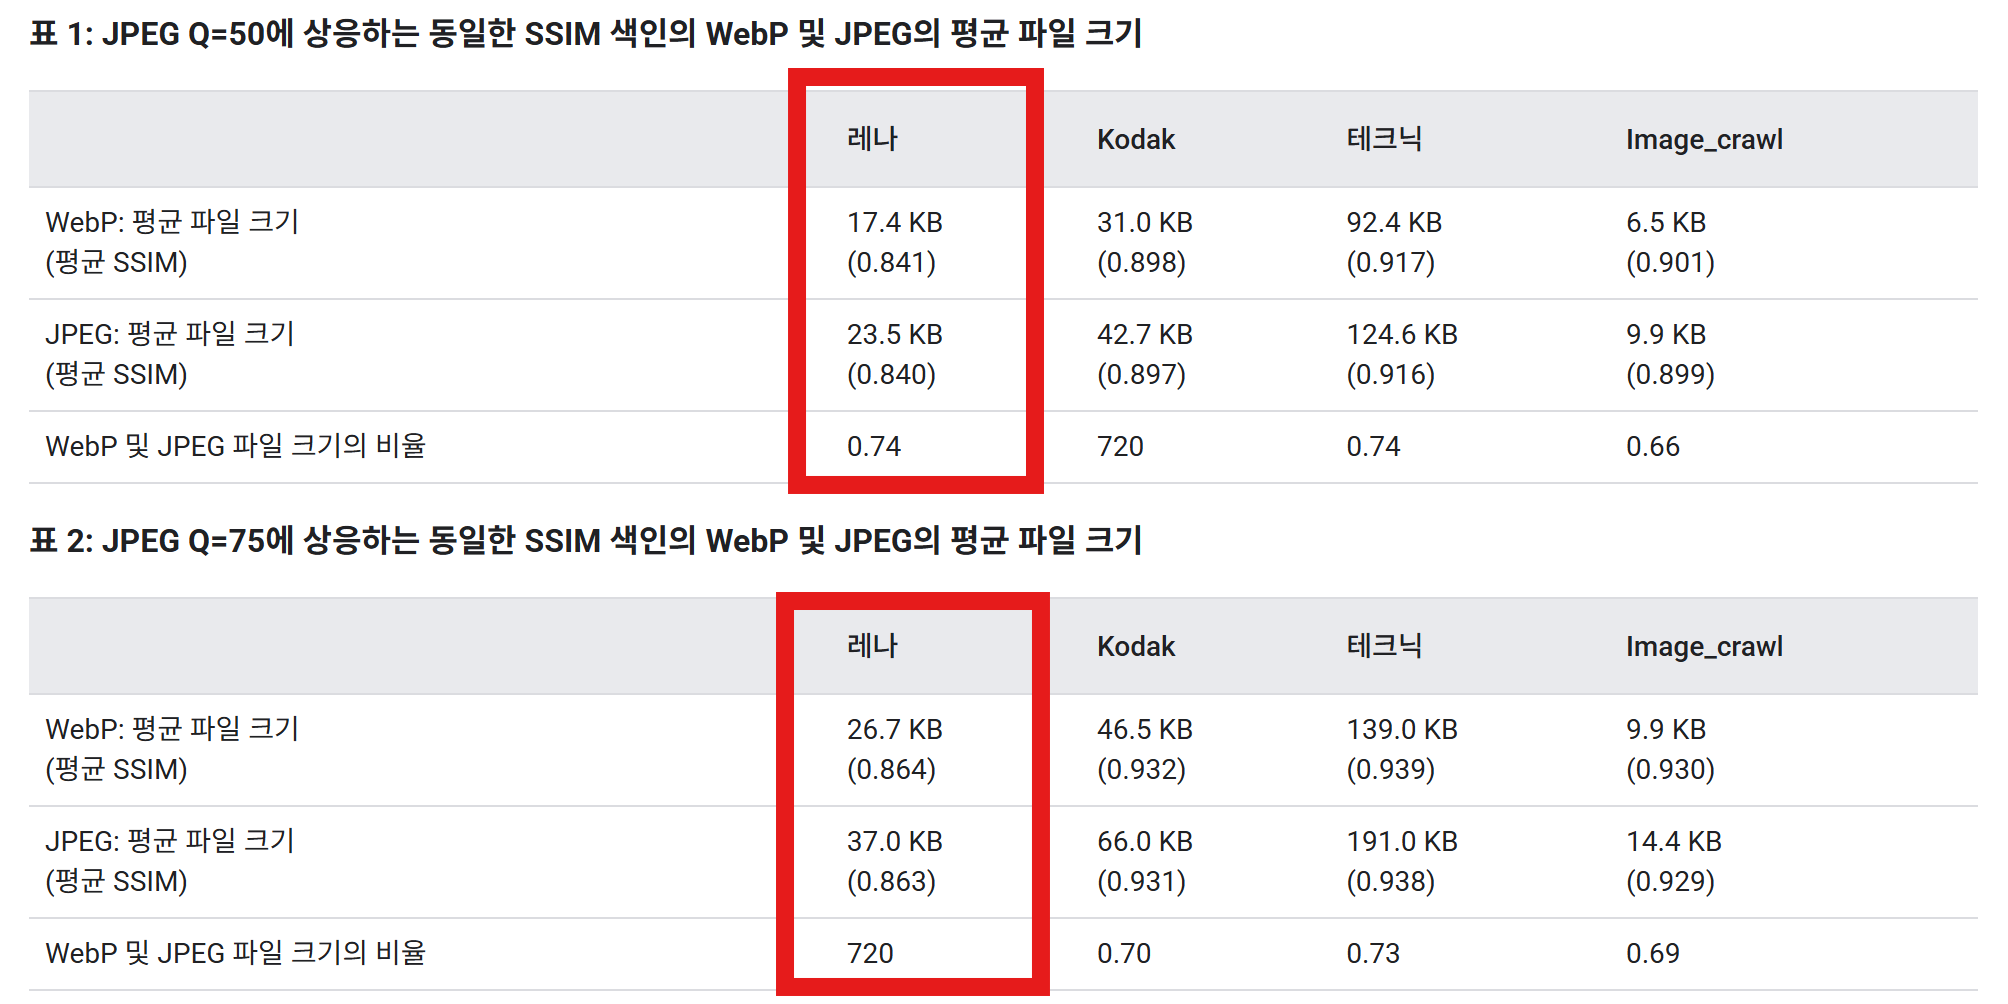 표 1: JPEG Q=50에 상응하는 동일한 SSIM 색인의 WebP 및 JPEG의 평균 파일 크기
레나 Kodak 테크닉 Image_crawl
WebP: 평균 파일 크기 17.4 KB 31.0 KB 92.4 KB 6.5 KB
(평균 SSIM) (0.841) (0.898) (0.917) (0.901)
JPEG: 평균 파일 크기 23.5 KB 42.7 KB 124.6 KB 9.9 KB
(평균 SSIM) (0.840) (0.897) (0.916) (0.899)
WebP 및 JPEG 파일 크기의 비율 0.74 720 0.74 0.66
표 2: JPEG Q=75에 상응하는 동일한 SSIM 색인의 WebP 및 JPEG의 평균 파일 크기
레나 Kodak 테크닉 Image_crawl
WebP: 평균 파일 크기 26.7 KB 46.5 KB 139.0 KB 9.9 KB
(평균 SSIM) (0.864) (0.932) (0.939) (0.930)
JPEG: 평균 파일 크기 37.0 KB 66.0 KB 191.0 KB 14.4 KB
(평균 SSIM) (0.863) (0.931) (0.938) (0.929)
WebP 및 JPEG 파일 크기의 비율 720 0.70 0.73 0.69